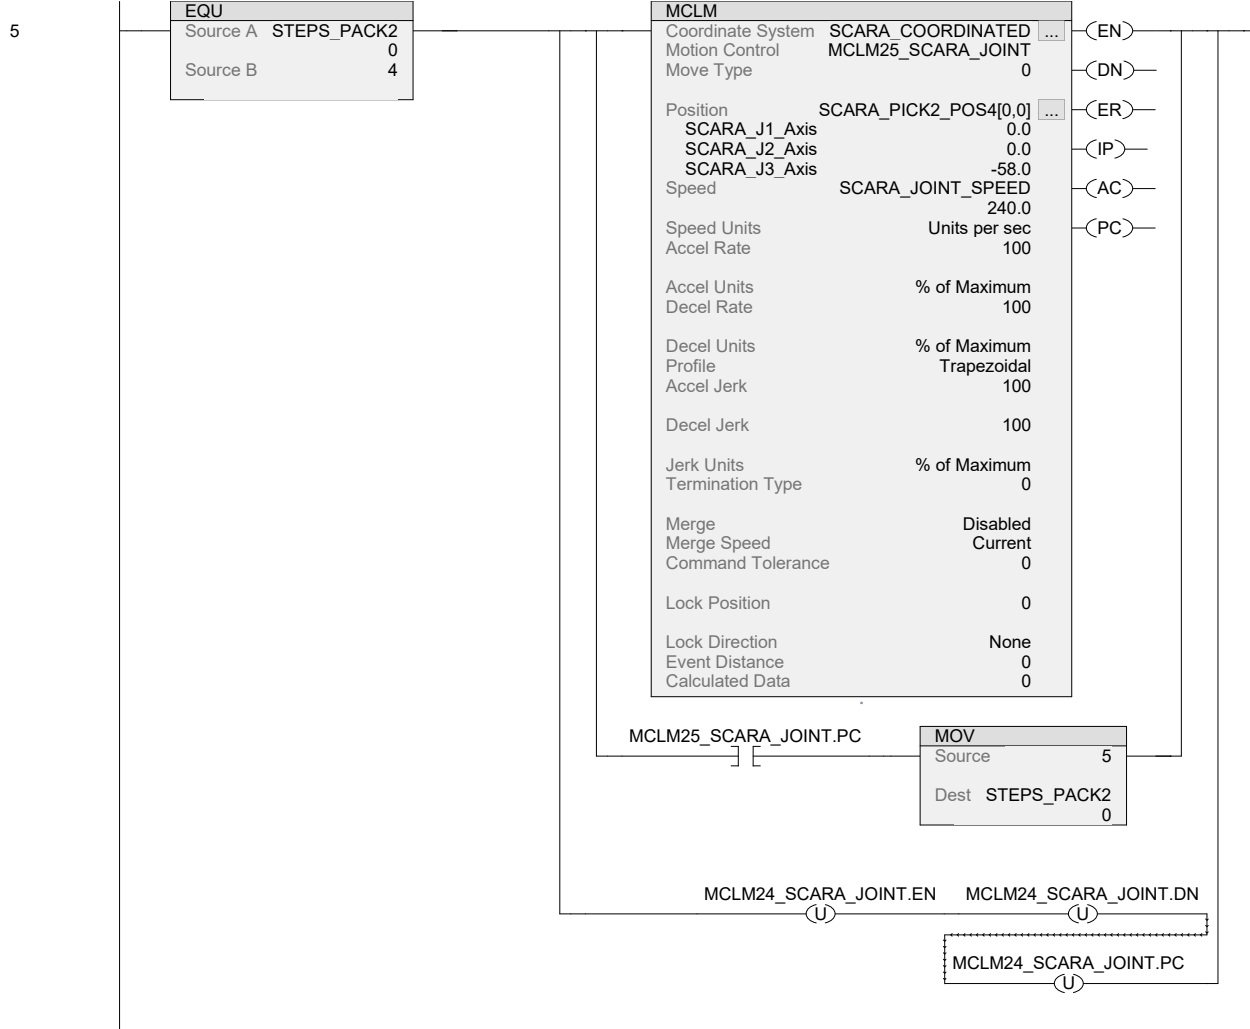 5
EQU
Source A STEPS_PACK2
0
Source B 4
MCLM
Coordinate System SCARA_COORDINATED ...
Motion Control MCLM25_SCARA_JOINT
Move Type 0
Position SCARA_PICK2_POS4[0,0] ...
SCARA_J1_Axis 0.0
SCARA_J2_Axis 0.0
SCARA_J3_Axis -58.0
Speed SCARA_JOINT_SPEED
240.0
Speed Units Units per sec
Accel Rate 100
Accel Units % of Maximum
Decel Rate 100
Decel Units % of Maximum
Profile Trapezoidal
Accel Jerk 100
Decel Jerk 100
Jerk Units % of Maximum
Termination Type 0
Merge Disabled
Merge Speed Current
Command Tolerance 0
Lock Position 0
Lock Direction None
Event Distance 0
Calculated Data 0
EN
DN
ER
IP
AC
PC
MCLM25_SCARA_JOINT.PC
MOV
Source 5
Dest STEPS_PACK2
0
MCLM24_SCARA_JOINT.EN MCLM24_SCARA_JOINT.DN
U U
MCLM24_SCARA_JOINT.PC
U